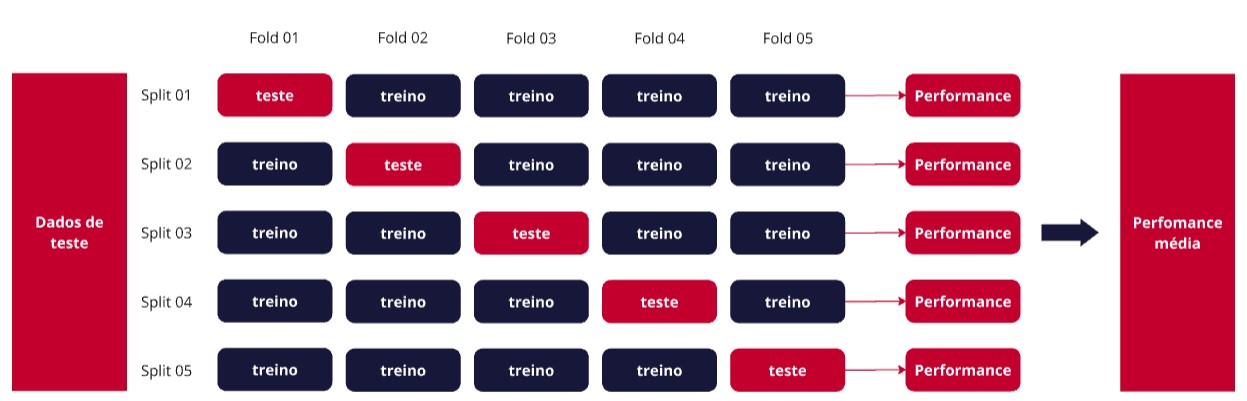 Fold 01 Fold 02 Fold 03 Fold 04 Fold 05
Split 01 teste treino treino treino treino Performance
Split 02 treino teste treino treino treino Performance
Dados de
teste
Split 03 treino treino teste treino treino Performance
Perfomance
média
Split 04 treino treino treino teste treino Performance
Split 05 treino treino treino treino teste Performance